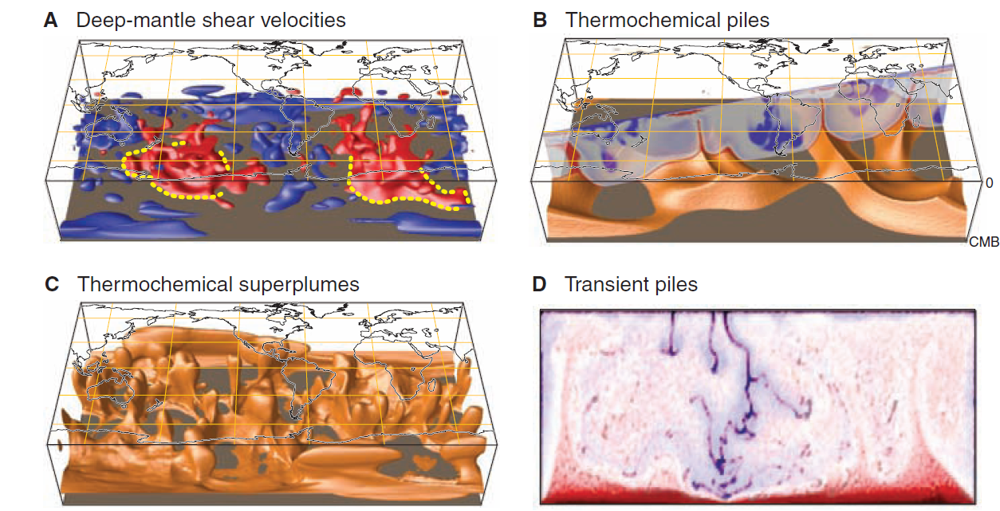 A Deep-mantle shear velocities
B Thermochemical piles
0
CMB
C Thermochemical superplumes
D Transient piles